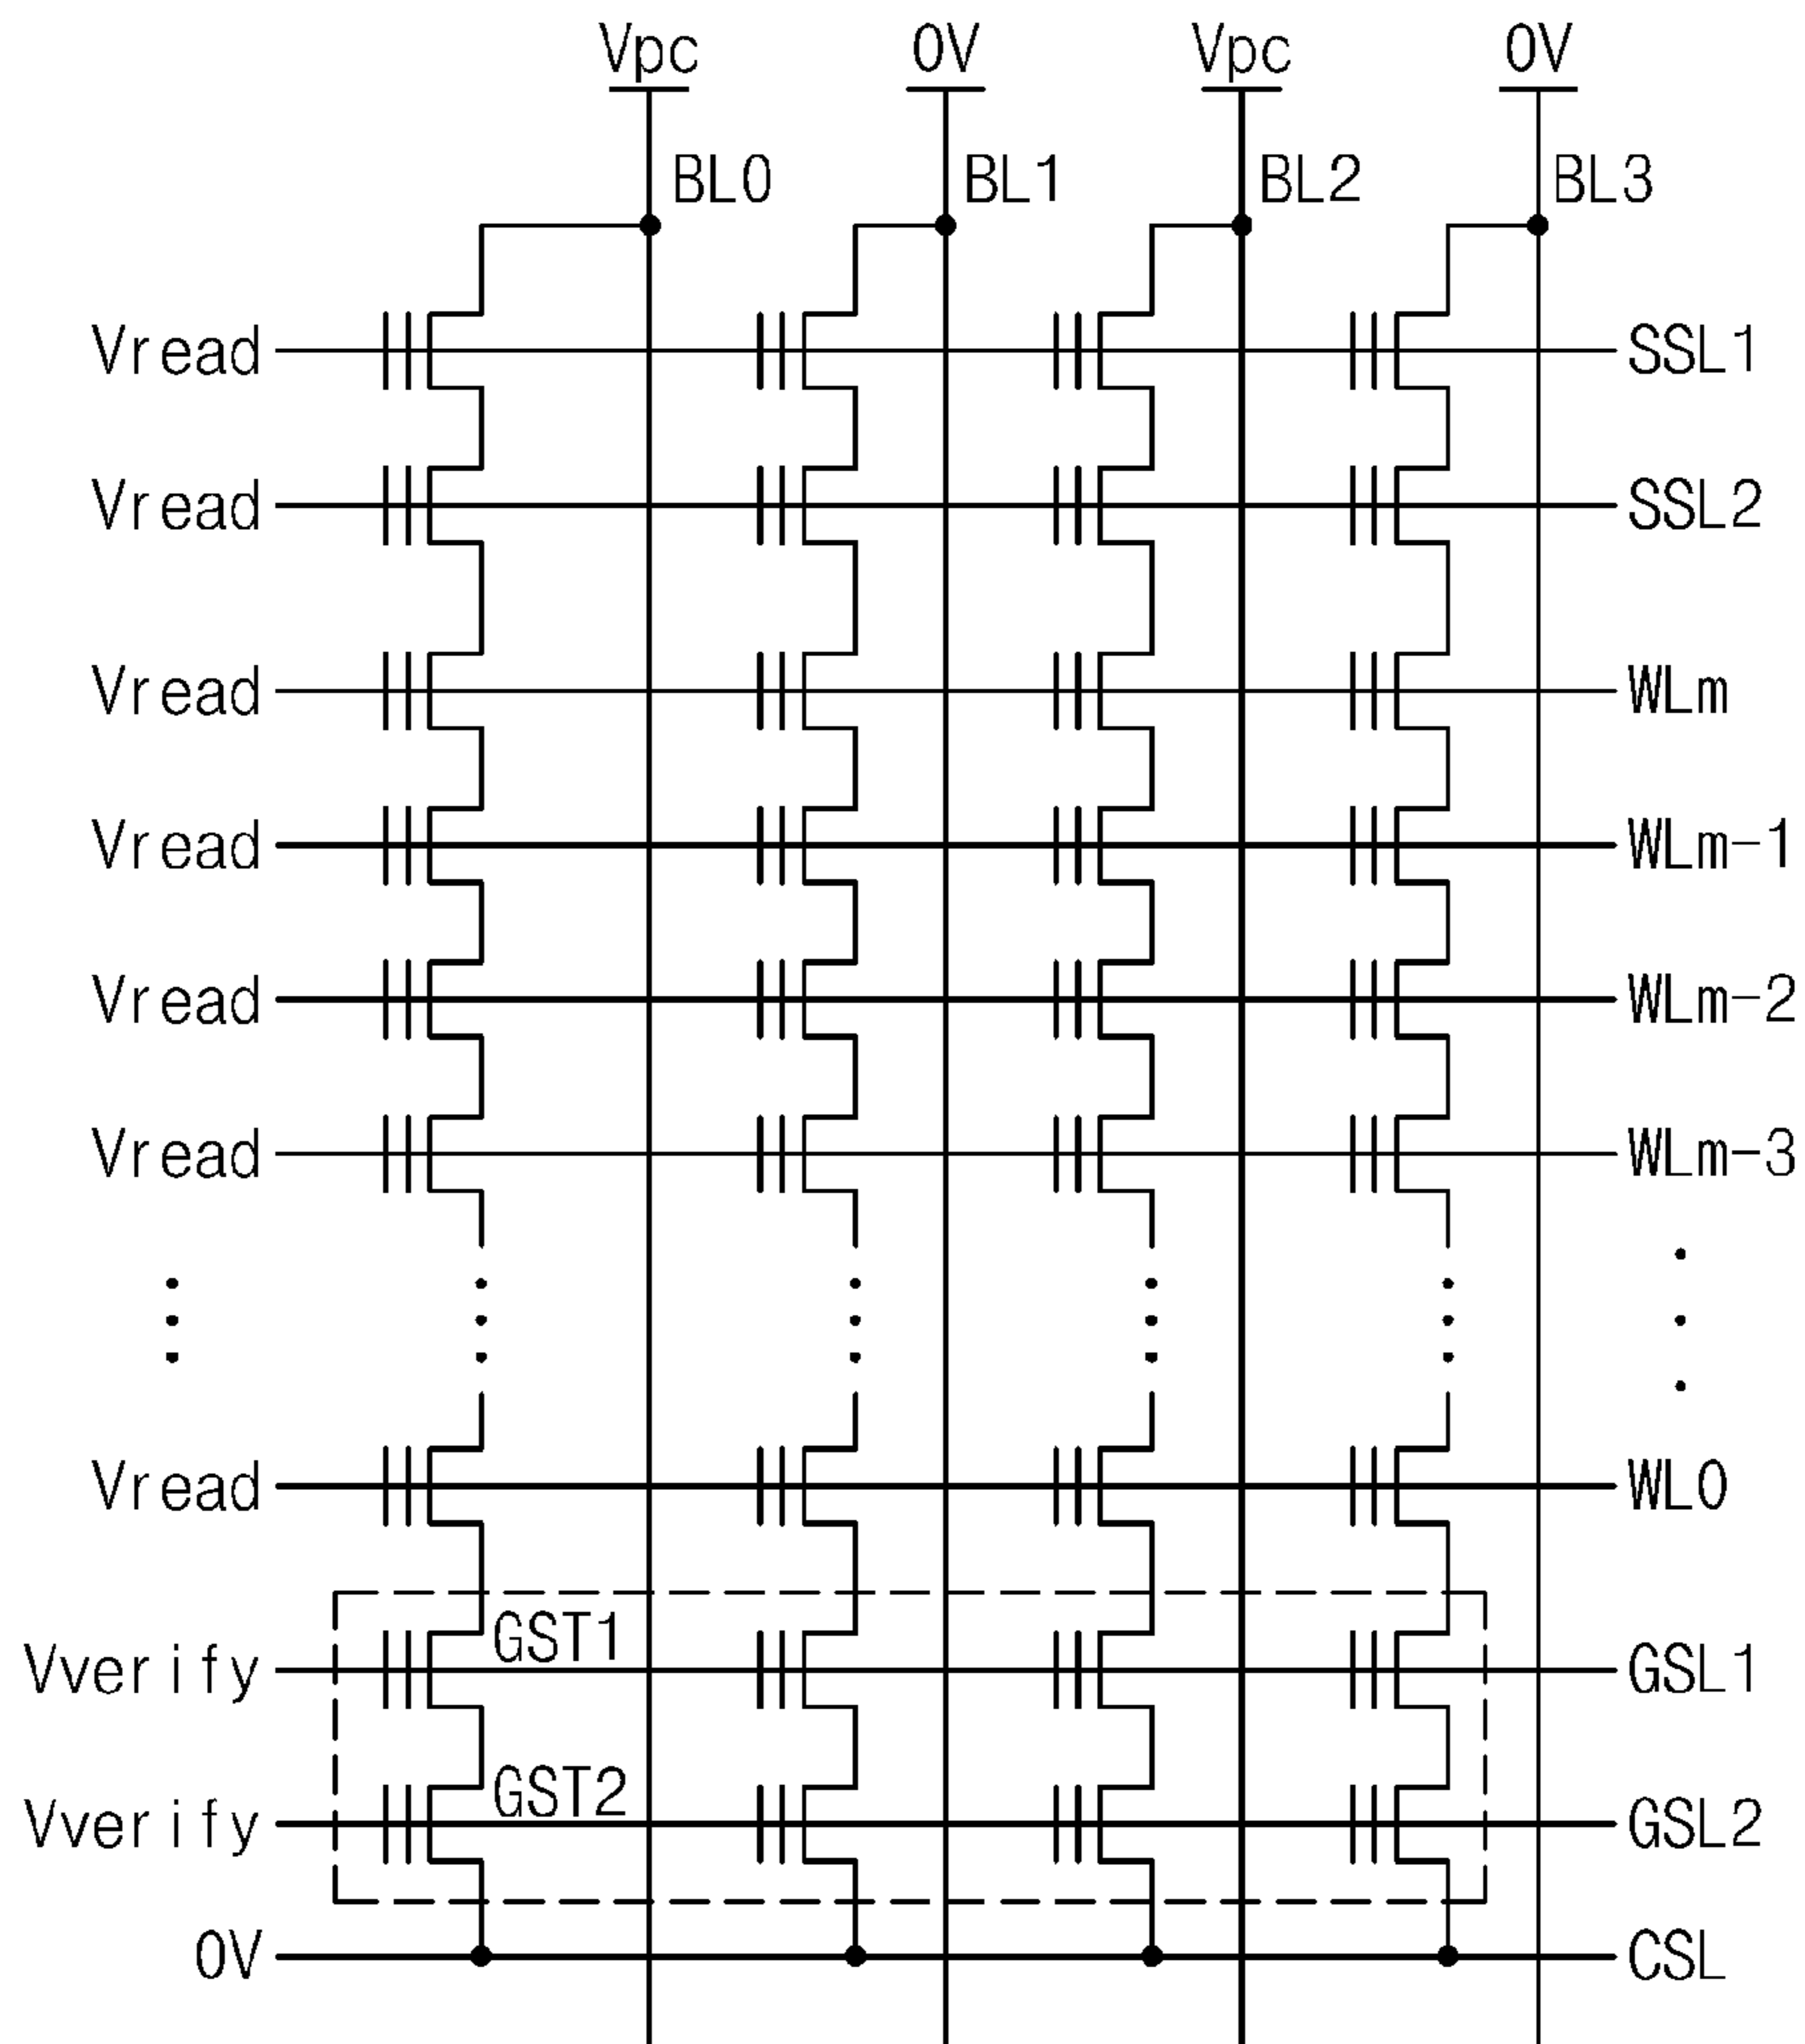 Vpc 0V Vpc 0V
BL0 BL1 BL2 BL3
Vread SSL1
Vread SSL2
Vread WLm
Vread WLm-1
Vread WLm-2
Vread WLm-3
Vread WL0
GST1
Vverify GSL1
GST2
Vverify GSL2
0V CSL